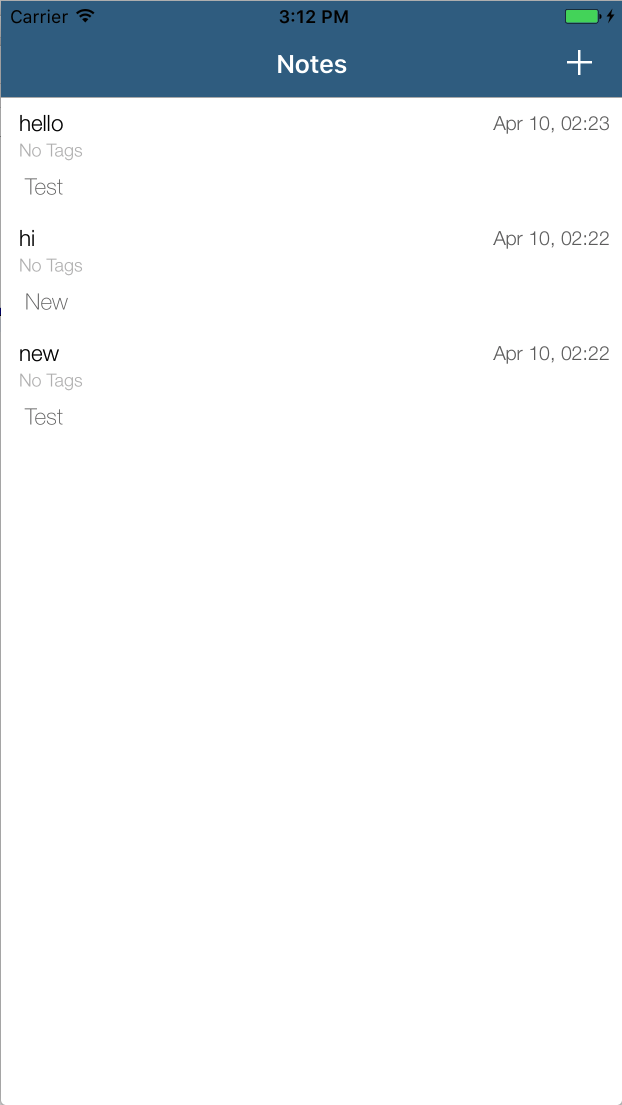 Carrier 3:12 PM
Notes
hello Apr 10, 02:23
No Tags
Test
hi Apr 10, 02:22
No Tags
New
new Apr 10, 02:22
No Tags
Test